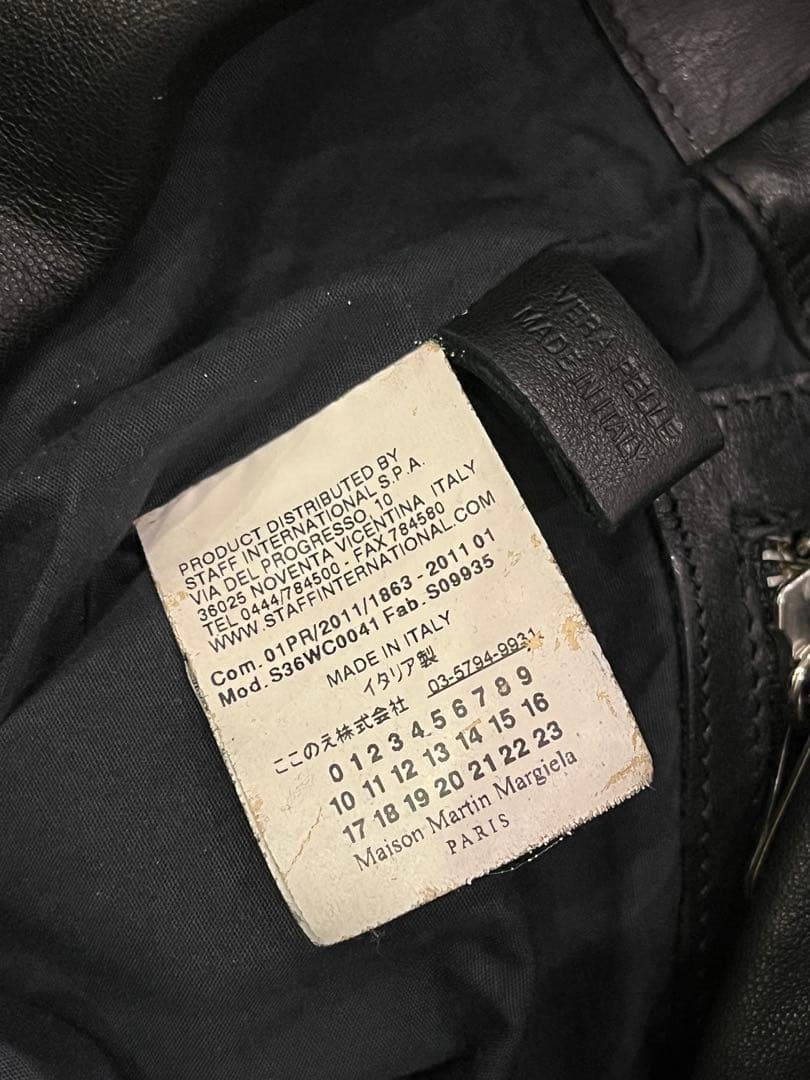 VERA PELLE
MADE IN ITALY
PRODUCT DISTRIBUTED BY
STAFF INTERNATIONAL S.P.A.
VIA DEL PROGRESSO, 10
36025 NOVENTA VICENTINA, ITALY
TEL 0444/784500 - FAX 784580
WWW.STAFFINTERNATIONAL.COM
Com. 01PR/2011/1863 - 2011 01
Mod. S36WC0041 Fab. S09935
MADE IN ITALY
イタリア製
ここのえ株式会社 03-5794-9931
0 1 2 3 4 5 6 7 8 9
10 11 12 13 14 15 16
17 18 19 20 21 22 23
Maison Martin Margiela
PARIS